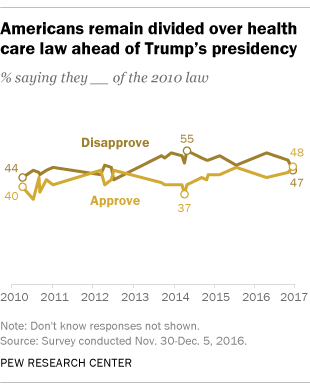 Americans remain divided over health
care law ahead of Trump's presidency
% saying they __ of the 2010 law
Disapprove
55
48
44
40
Approve
37
47
2010 2011 2012 2013 2014 2015 2016 2017
Note: Don't know responses not shown.
Source: Survey conducted Nov. 30-Dec. 5, 2016.
PEW RESEARCH CENTER